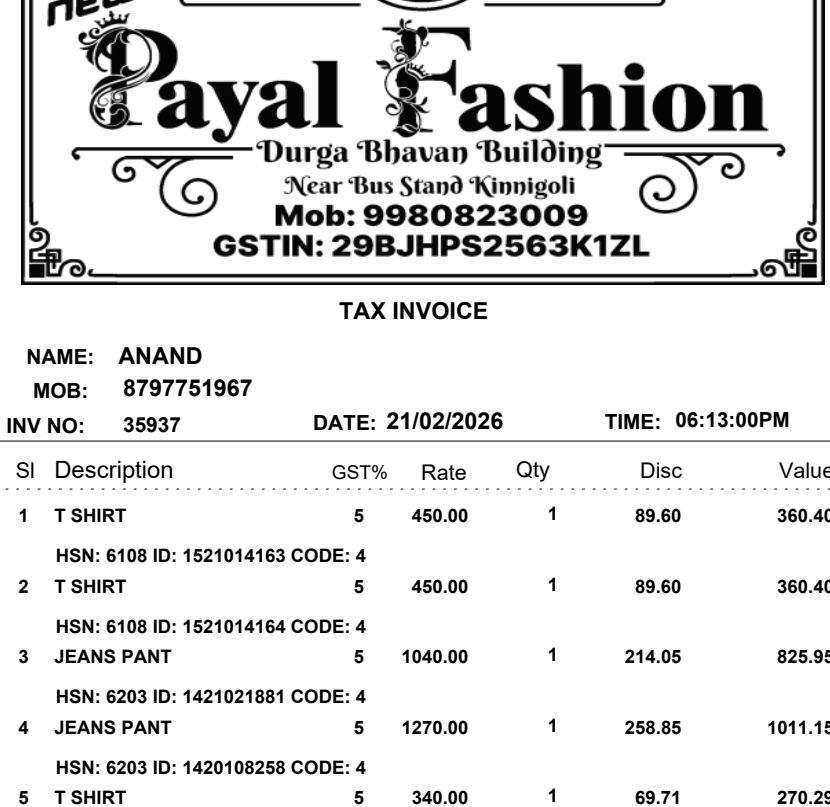 new
Payal Fashion
Durga Bhavan Building
Near Bus Stand Kinnigoli
Mob: 9980823009
GSTIN: 29BJHPS2563K1ZL
TAX INVOICE
NAME: ANAND
MOB: 8797751967
INV NO: 35937 DATE: 21/02/2026 TIME: 06:13:00PM
Sl Description GST% Rate Qty Disc Value
1 T SHIRT 5 450.00 1 89.60 360.40
HSN: 6108 ID: 1521014163 CODE: 4
2 T SHIRT 5 450.00 1 89.60 360.40
HSN: 6108 ID: 1521014164 CODE: 4
3 JEANS PANT 5 1040.00 1 214.05 825.95
HSN: 6203 ID: 1421021881 CODE: 4
4 JEANS PANT 5 1270.00 1 258.85 1011.15
HSN: 6203 ID: 1420108258 CODE: 4
5 T SHIRT 5 340.00 1 69.71 270.29